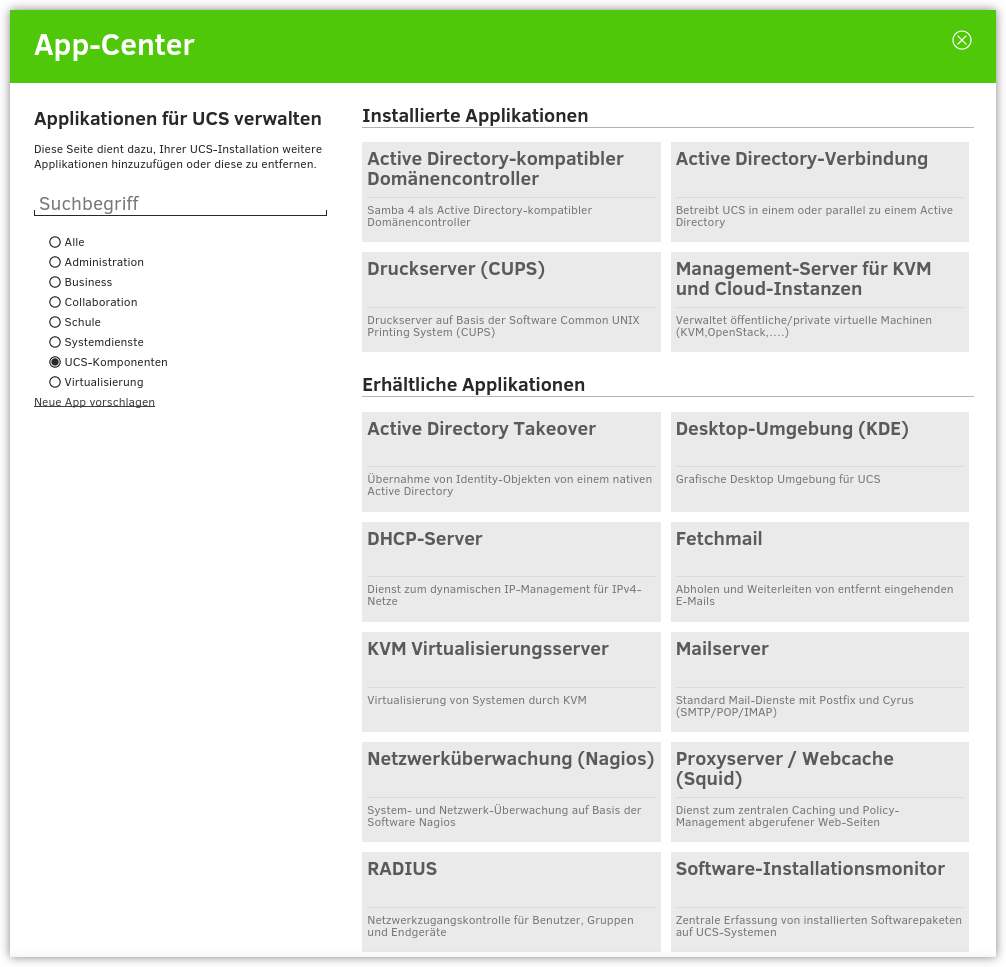 App-Center
Applikationen für UCS verwalten
Diese Seite dient dazu, Ihrer UCS-Installation weitere
Applikationen hinzuzufügen oder diese zu entfernen.
Suchbegriff
Alle
Administration
Business
Collaboration
Schule
Systemdienste
UCS-Komponenten
Virtualisierung
Neue App vorschlagen
Installierte Applikationen
Active Directory-kompatibler
Domänencontroller
Samba 4 als Active Directory-kompatibler
Domänencontroller
Active Directory-Verbindung
Betreibt UCS in einem oder parallel zu einem Active
Directory
Druckserver (CUPS)
Druckserver auf Basis der Software Common UNIX
Printing System (CUPS)
Management-Server für KVM
und Cloud-Instanzen
Verwaltet öffentliche/private virtuelle Machinen
(KVM,OpenStack,....)
Erhältliche Applikationen
Active Directory Takeover
Übernahme von Identity-Objekten von einem nativen
Active Directory
Desktop-Umgebung (KDE)
Grafische Desktop Umgebung für UCS
DHCP-Server
Dienst zum dynamischen IP-Management für IPv4-
Netze
Fetchmail
Abholen und Weiterleiten von entfernt eingehenden
E-Mails
KVM Virtualisierungsserver
Virtualisierung von Systemen durch KVM
Mailserver
Standard Mail-Dienste mit Postfix und Cyrus
(SMTP/POP/IMAP)
Netzwerküberwachung (Nagios)
System- und Netzwerk-Überwachung auf Basis der
Software Nagios
Proxyserver / Webcache
(Squid)
Dienst zum zentralen Caching und Policy-
Management abgerufener Web-Seiten
RADIUS
Netzwerkzugangskontrolle für Benutzer, Gruppen
und Endgeräte
Software-Installationsmonitor
Zentrale Erfassung von installierten Softwarepaketen
auf UCS-Systemen